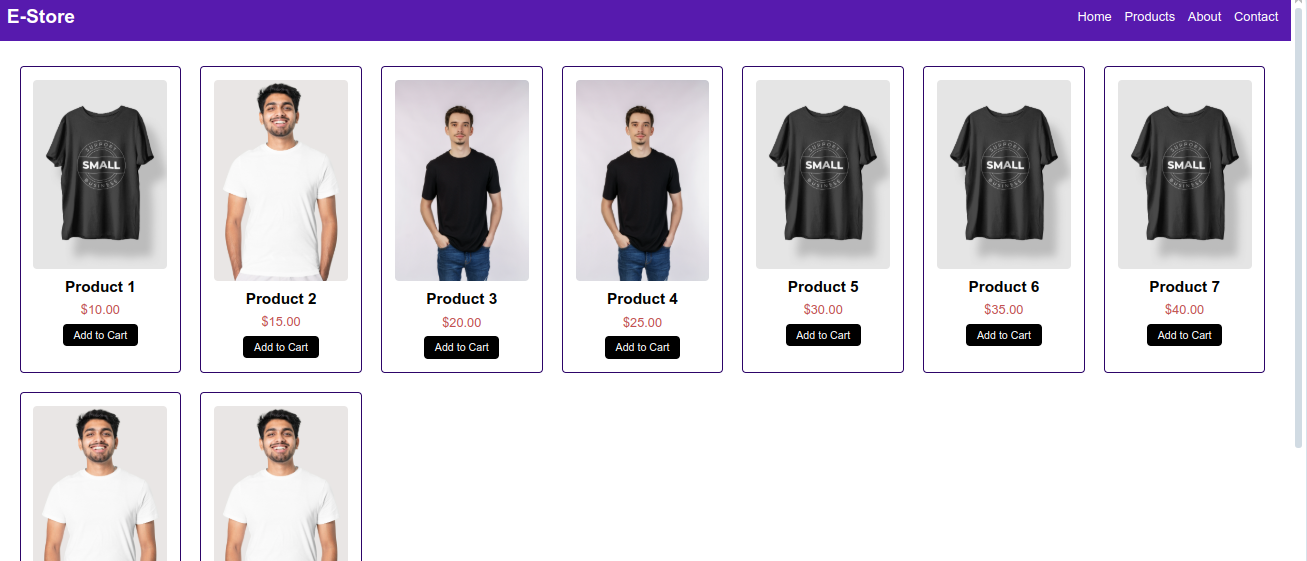 E-Store
Home Products About Contact
SUPPORT
SMALL
BUSINESS
SUPPORT
SMALL
BUSINESS
SUPPORT
SMALL
BUSINESS
SUPPORT
SMALL
BUSINESS
Product 1
$10.00
Add to Cart
Product 2
$15.00
Add to Cart
Product 3
$20.00
Add to Cart
Product 4
$25.00
Add to Cart
Product 5
$30.00
Add to Cart
Product 6
$35.00
Add to Cart
Product 7
$40.00
Add to Cart